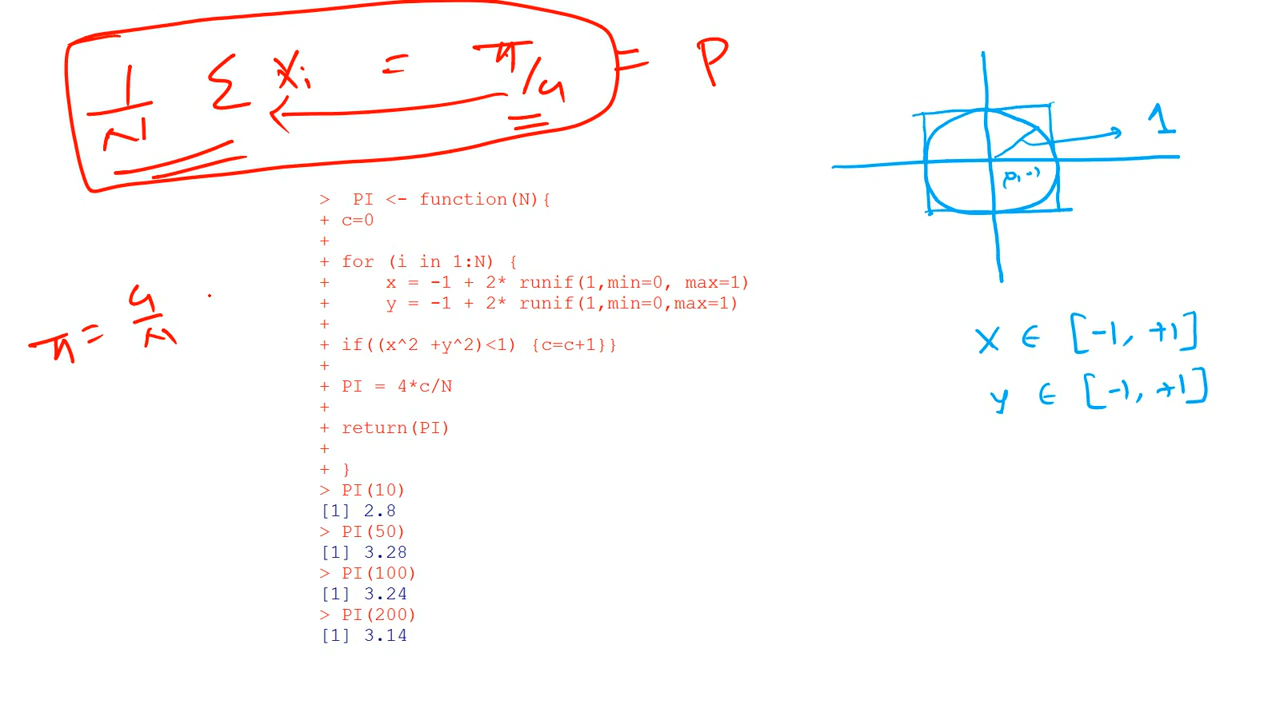 1/N Σ Xi = π/4 = P
1
> PI <- function(N){
+ c=0
+
+ for (i in 1:N) {
+     x = -1 + 2* runif(1,min=0, max=1)
+     y = -1 + 2* runif(1,min=0,max=1)
+
+ if((x^2 +y^2)<1) {c=c+1}}
+
+ PI = 4*c/N
+
+ return(PI)
+
+ }
> PI(10)
[1] 2.8
> PI(50)
[1] 3.28
> PI(100)
[1] 3.24
> PI(200)
[1] 3.14
π = 4/N
x ∈ [-1, +1]
y ∈ [-1, +1]